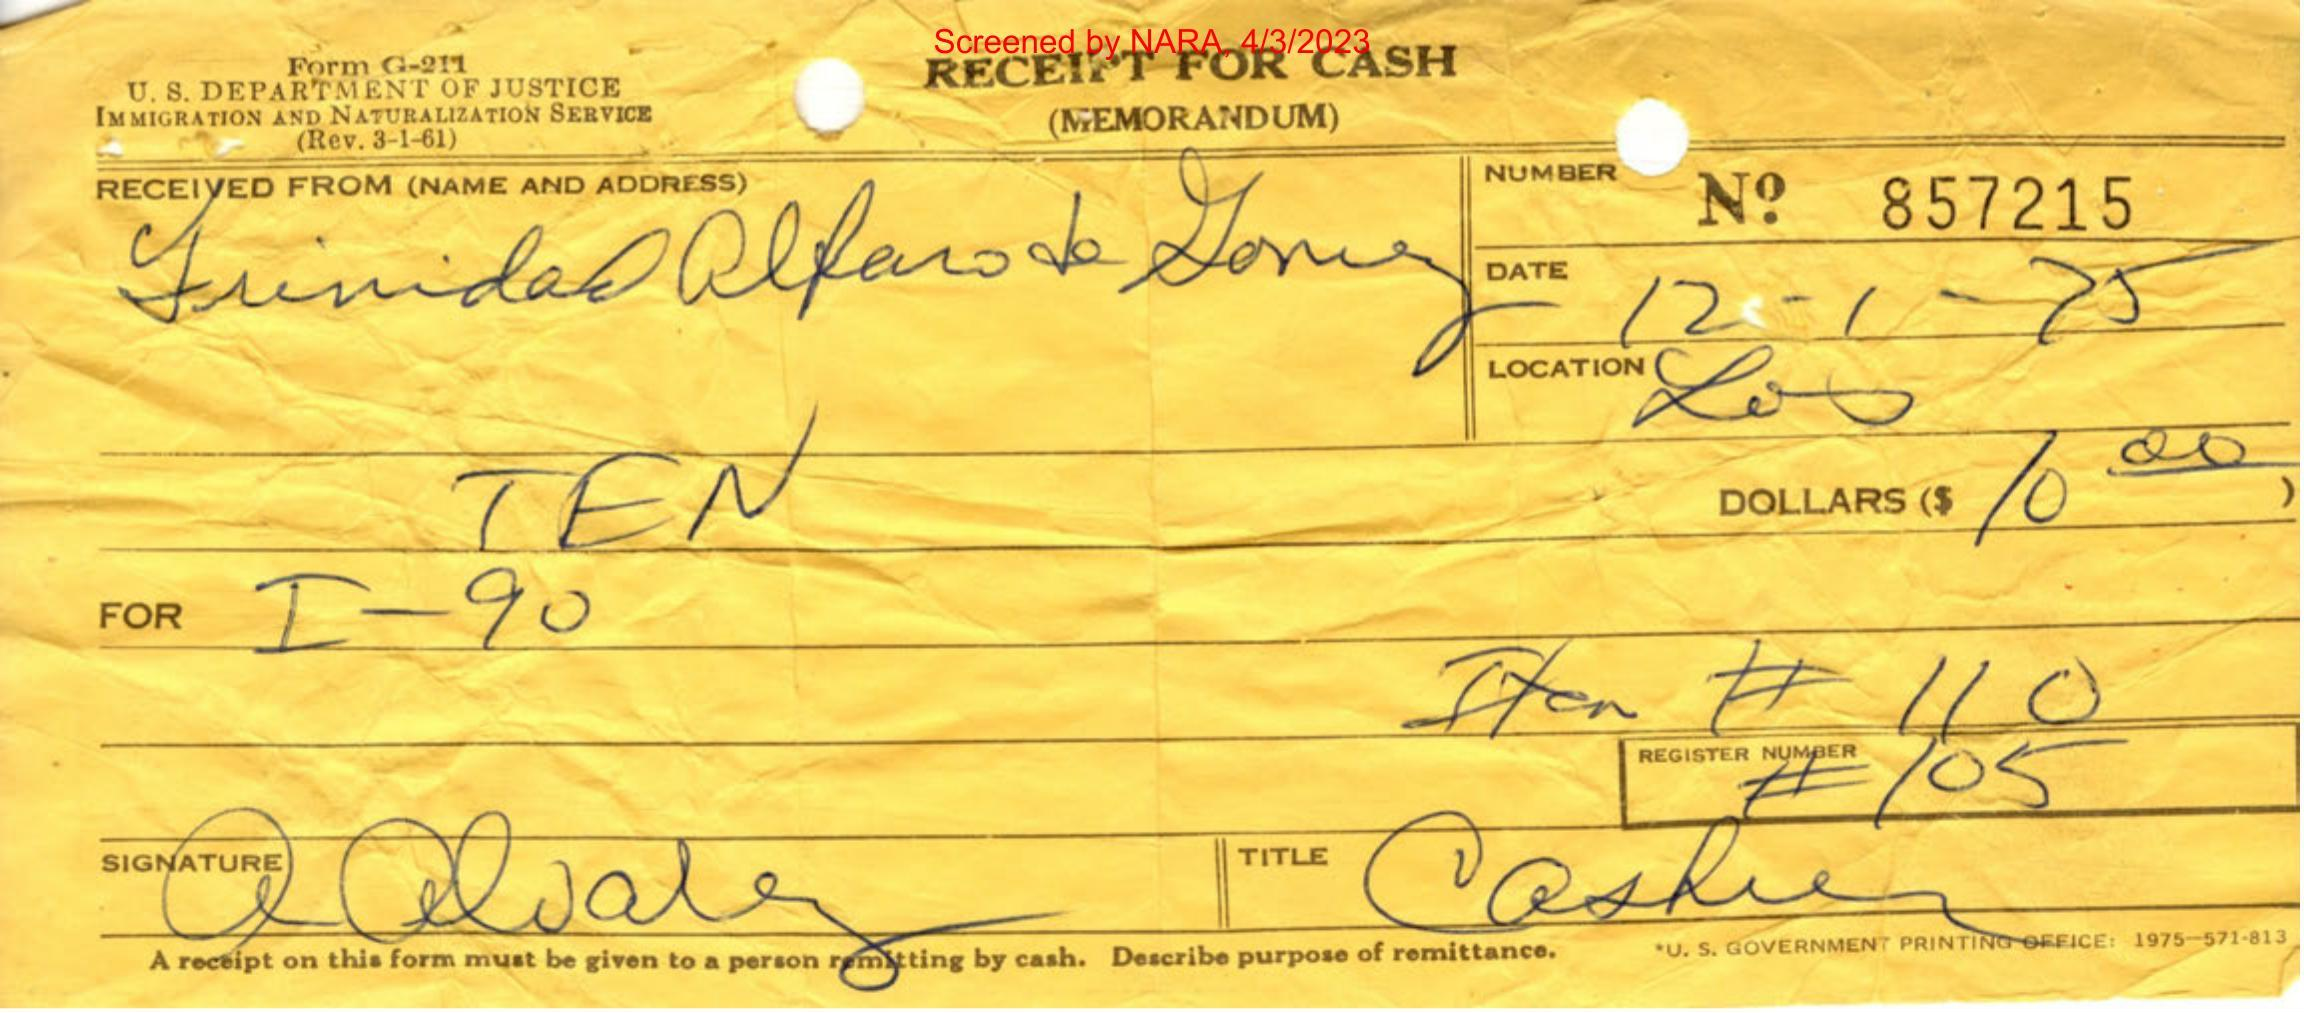 Screened by NARA, 4/3/2023
Form G-211
U. S. DEPARTMENT OF JUSTICE
IMMIGRATION AND NATURALIZATION SERVICE
(Rev. 3-1-61)
RECEIPT FOR CASH
(MEMORANDUM)
RECEIVED FROM (NAME AND ADDRESS)
Trinidad Alfaro de Gomez
NUMBER
Nº 857215
DATE
12-1-75
LOCATION
Los
TEN DOLLARS ($ 10 00 )
FOR I-90
Item # 110
REGISTER NUMBER
# 105
SIGNATURE A Alvarez
TITLE Cashier
A receipt on this form must be given to a person remitting by cash. Describe purpose of remittance.
*U. S. GOVERNMENT PRINTING OFFICE: 1975—571-813